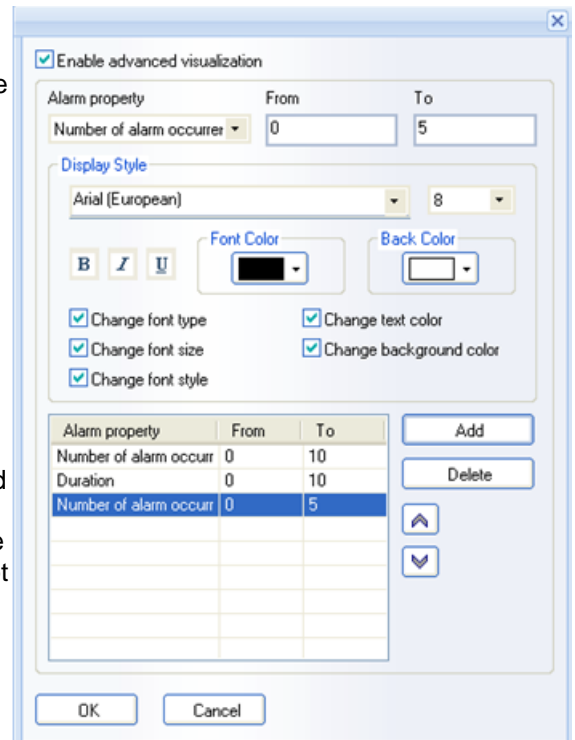 Enable advanced visualization
e
Alarm property From To
Number of alarm occurrer 0 5
Display Style
Arial (European) 8
Font Color Back Color
B I U
Change font type Change text color
Change font size Change background color
Change font style
Alarm property From To Add
Number of alarm occurr 0 10
Duration 0 10 Delete
d
Number of alarm occurr 0 5
e
t
OK Cancel